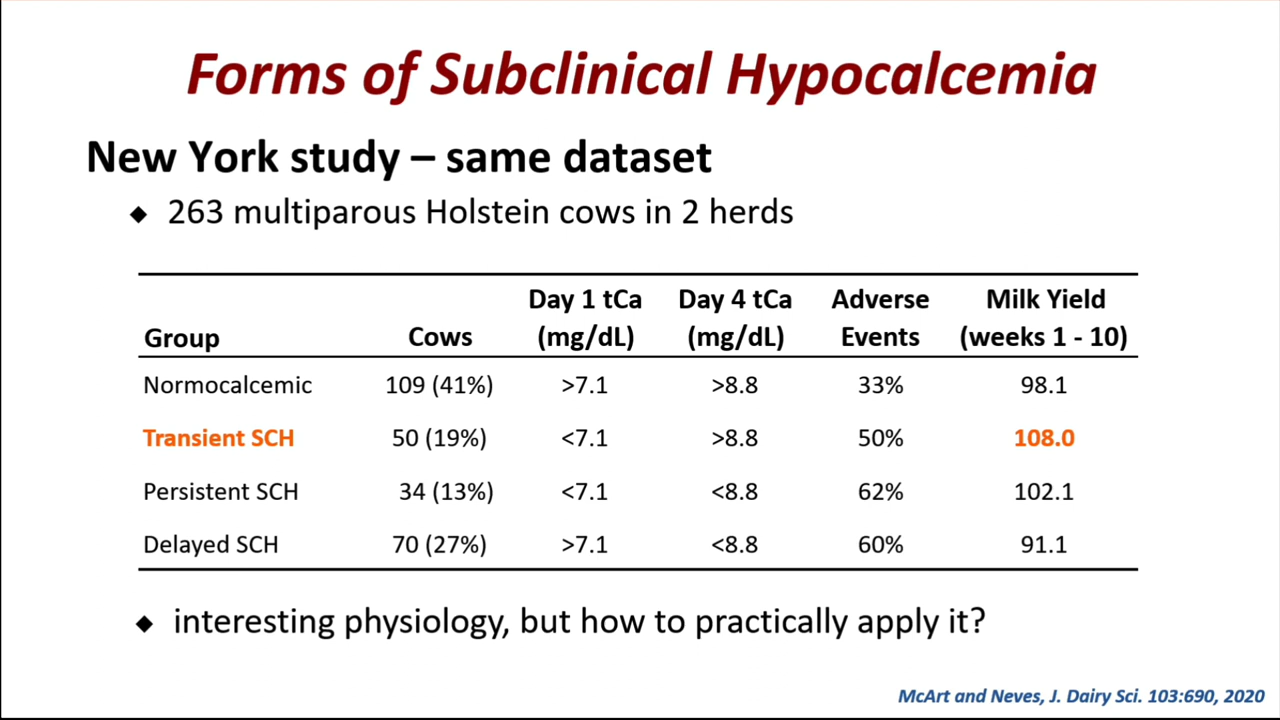 Forms of Subclinical Hypocalcemia
New York study – same dataset
◆ 263 multiparous Holstein cows in 2 herds
Day 1 tCa Day 4 tCa Adverse Milk Yield
Group Cows (mg/dL) (mg/dL) Events (weeks 1 - 10)
Normocalcemic 109 (41%) >7.1 >8.8 33% 98.1
Transient SCH 50 (19%) <7.1 >8.8 50% 108.0
Persistent SCH 34 (13%) <7.1 <8.8 62% 102.1
Delayed SCH 70 (27%) >7.1 <8.8 60% 91.1
◆ interesting physiology, but how to practically apply it?
McArt and Neves, J. Dairy Sci. 103:690, 2020